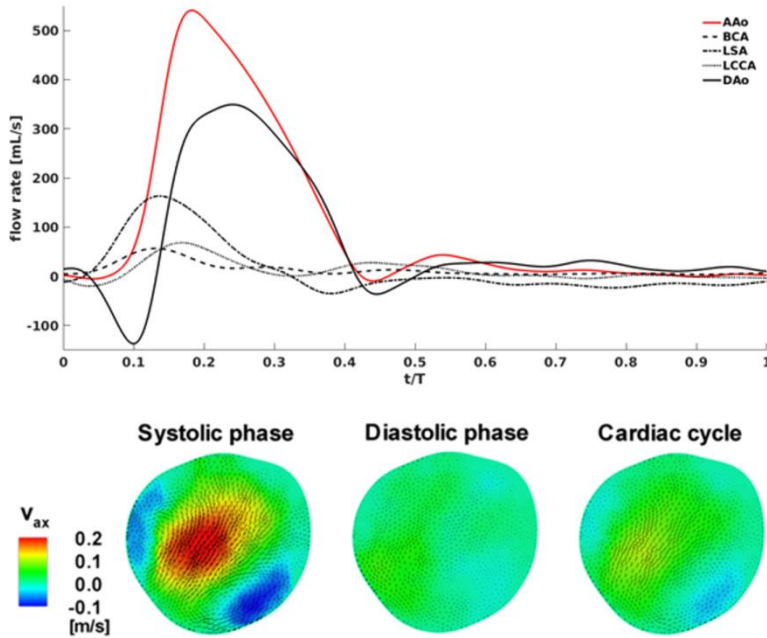 500
400
300
200
100
0
-100
flow rate [mL/s]
AAo
BCA
LSA
LCCA
DAo
0 0.1 0.2 0.3 0.4 0.5 0.6 0.7 0.8 0.9 1
t/T
Systolic phase Diastolic phase Cardiac cycle
Vax
0.2
0.1
0.0
-0.1
[m/s]